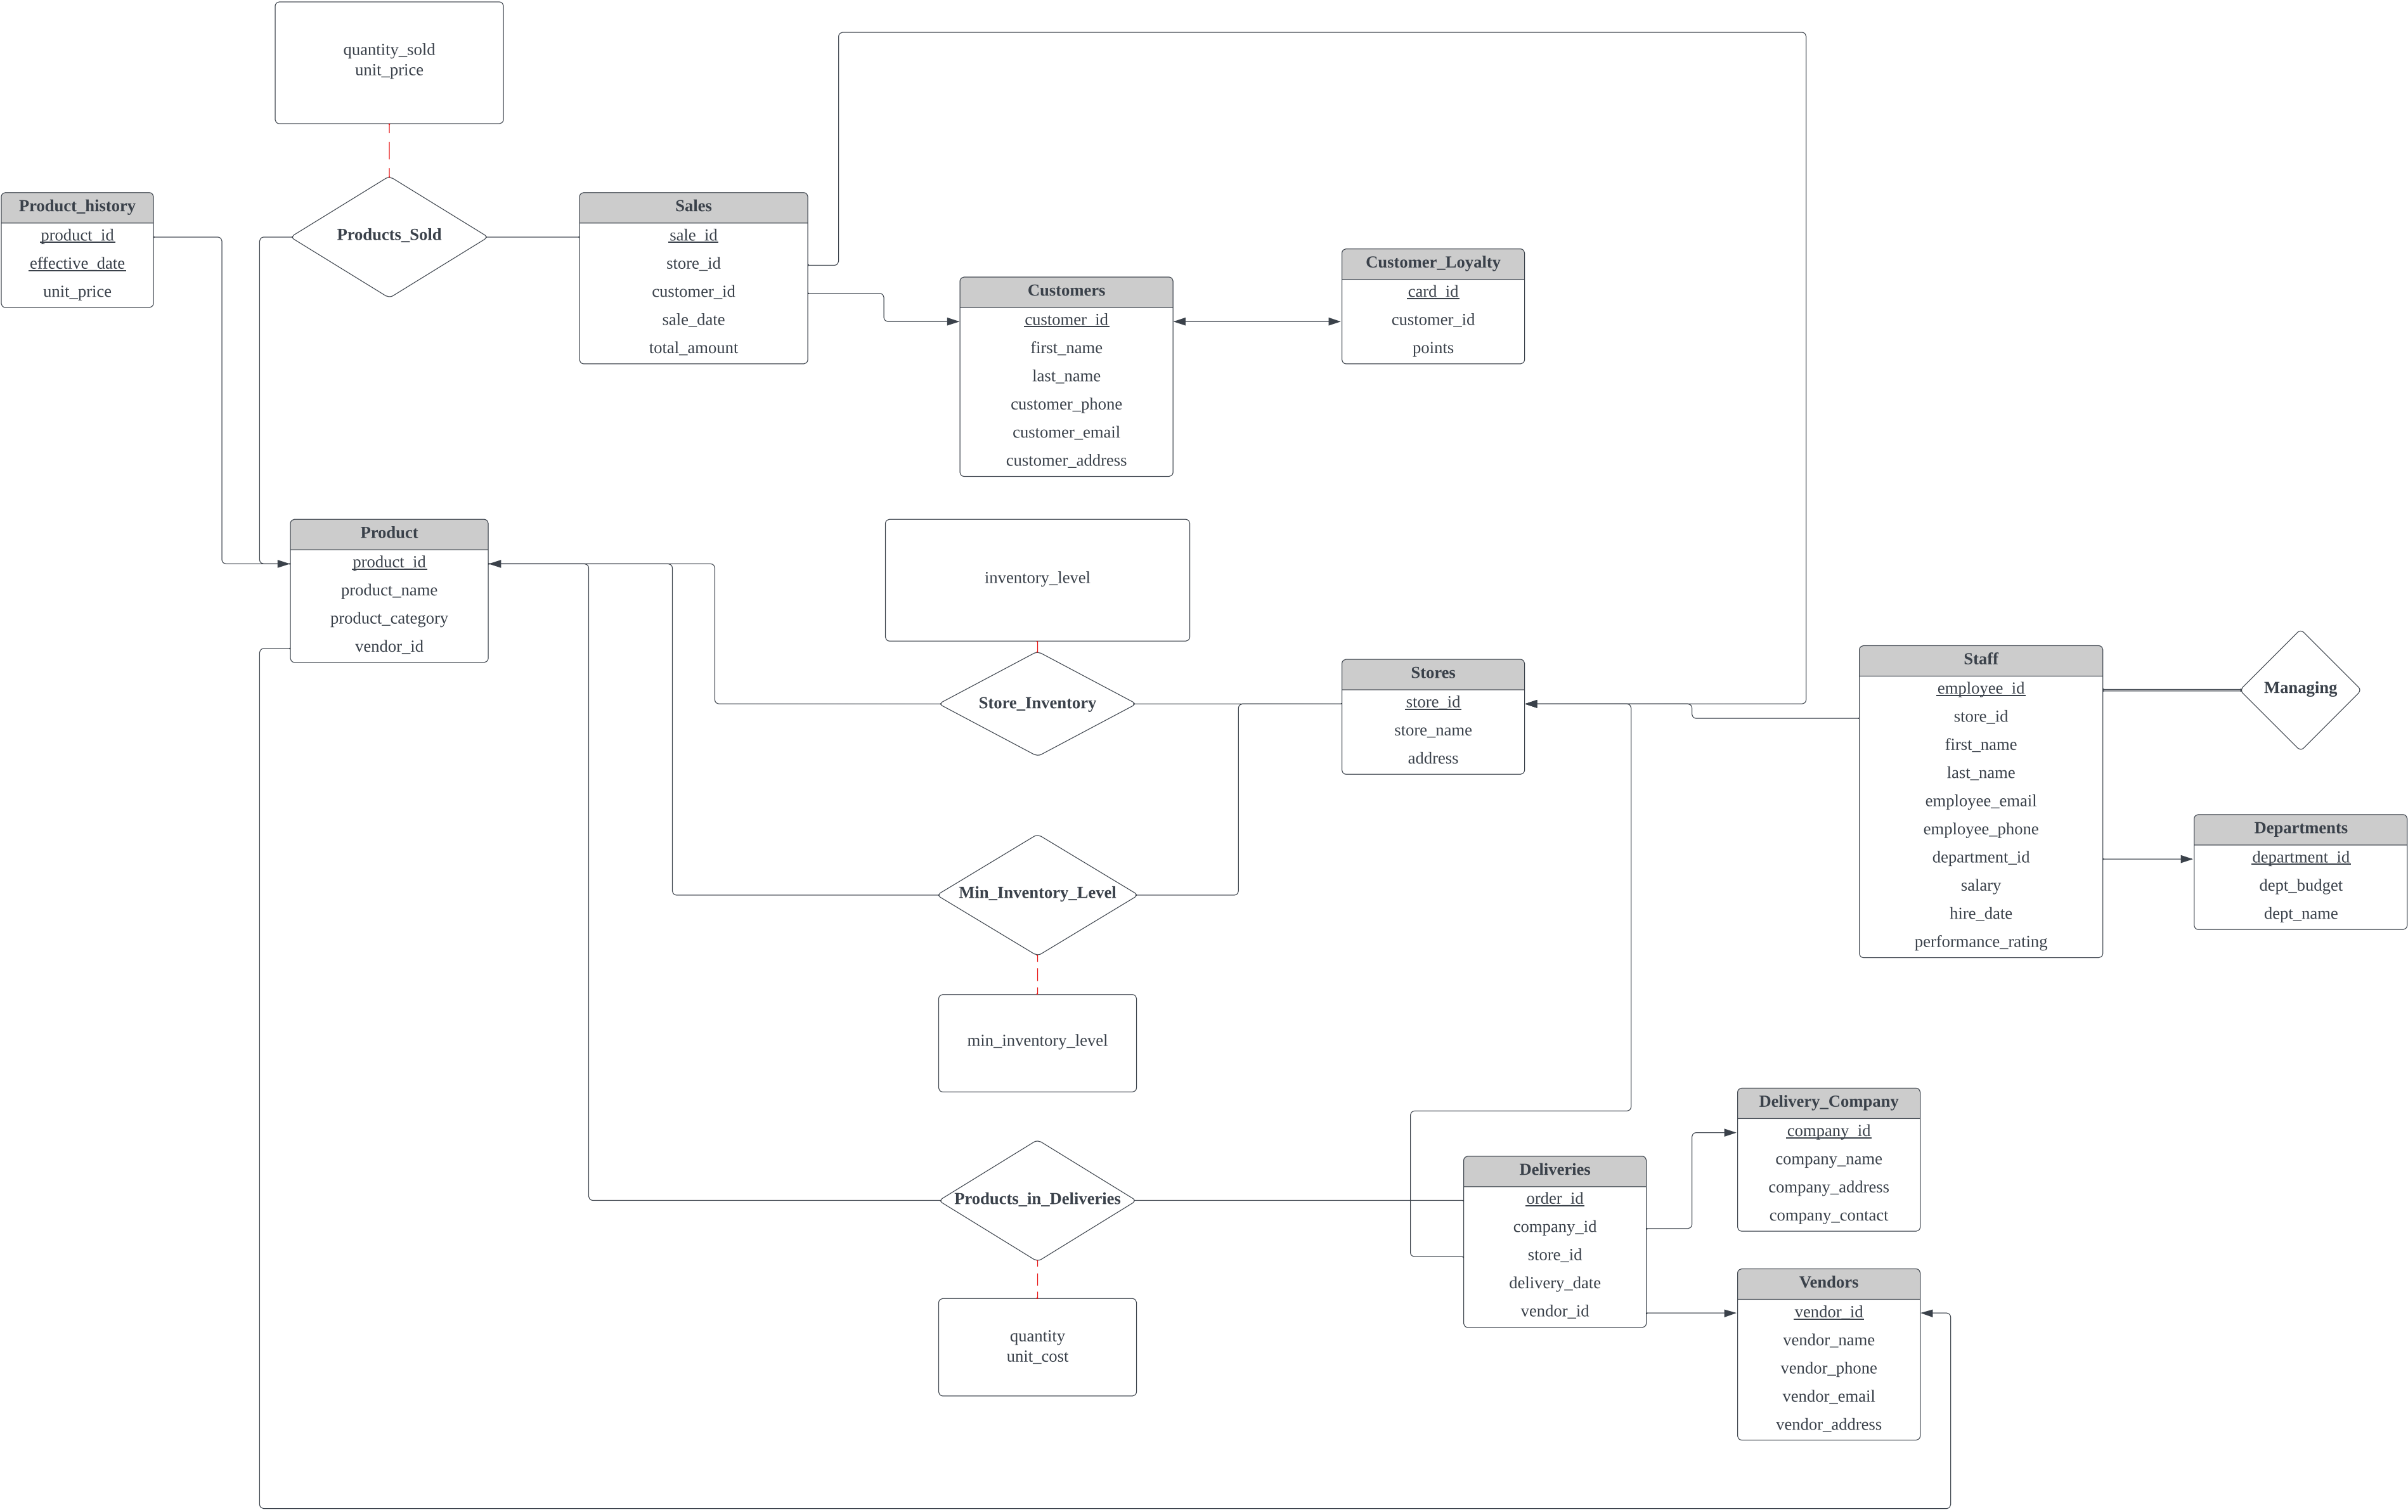 quantity_sold
unit_price
Product_history
product_id
effective_date
unit_price
Products_Sold
Sales
sale_id
store_id
customer_id
sale_date
total_amount
Customers
customer_id
first_name
last_name
customer_phone
customer_email
customer_address
Customer_Loyalty
card_id
customer_id
points
Product
product_id
product_name
product_category
vendor_id
inventory_level
Store_Inventory
Stores
store_id
store_name
address
Staff
employee_id
store_id
first_name
last_name
employee_email
employee_phone
department_id
salary
hire_date
performance_rating
Managing
Departments
department_id
dept_budget
dept_name
Min_Inventory_Level
min_inventory_level
Products_in_Deliveries
quantity
unit_cost
Deliveries
order_id
company_id
store_id
delivery_date
vendor_id
Delivery_Company
company_id
company_name
company_address
company_contact
Vendors
vendor_id
vendor_name
vendor_phone
vendor_email
vendor_address